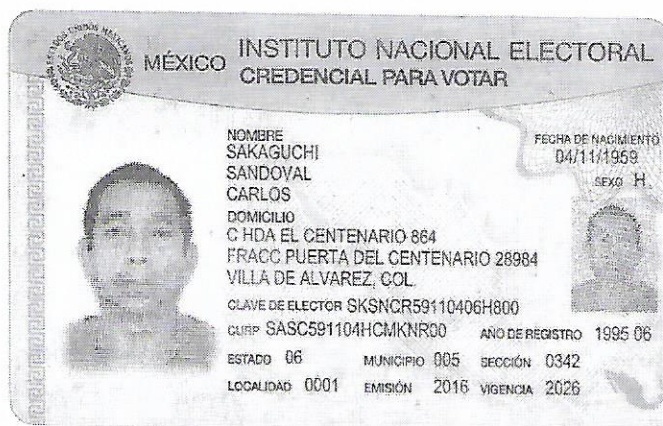 MÉXICO INSTITUTO NACIONAL ELECTORAL
CREDENCIAL PARA VOTAR
NOMBRE
SAKAGUCHI
SANDOVAL
CARLOS
FECHA DE NACIMIENTO
04/11/1959
SEXO H
DOMICILIO
C HDA EL CENTENARIO 864
FRACC PUERTA DEL CENTENARIO 28984
VILLA DE ALVAREZ, COL.
CLAVE DE ELECTOR SKSNCR59110406H800
CURP SASC591104HCMKNR00 AÑO DE REGISTRO 1995 06
ESTADO 06 MUNICIPIO 005 SECCIÓN 0342
LOCALIDAD 0001 EMISIÓN 2016 VIGENCIA 2026